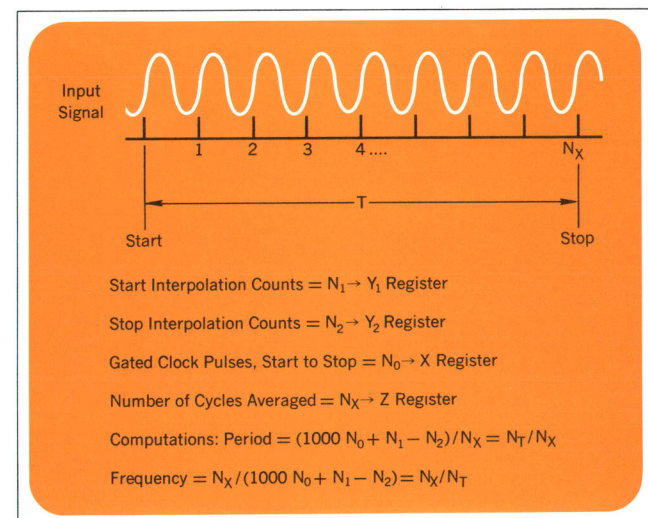 Input
Signal
1 2 3 4 .... Nₓ
T
Start Stop
Start Interpolation Counts = N₁ → Y₁ Register
Stop Interpolation Counts = N₂ → Y₂ Register
Gated Clock Pulses, Start to Stop = N₀ → X Register
Number of Cycles Averaged = Nₓ → Z Register
Computations: Period = (1000 N₀ + N₁ − N₂)/Nₓ = N_T/Nₓ
Frequency = Nₓ/(1000 N₀ + N₁ − N₂) = Nₓ/N_T